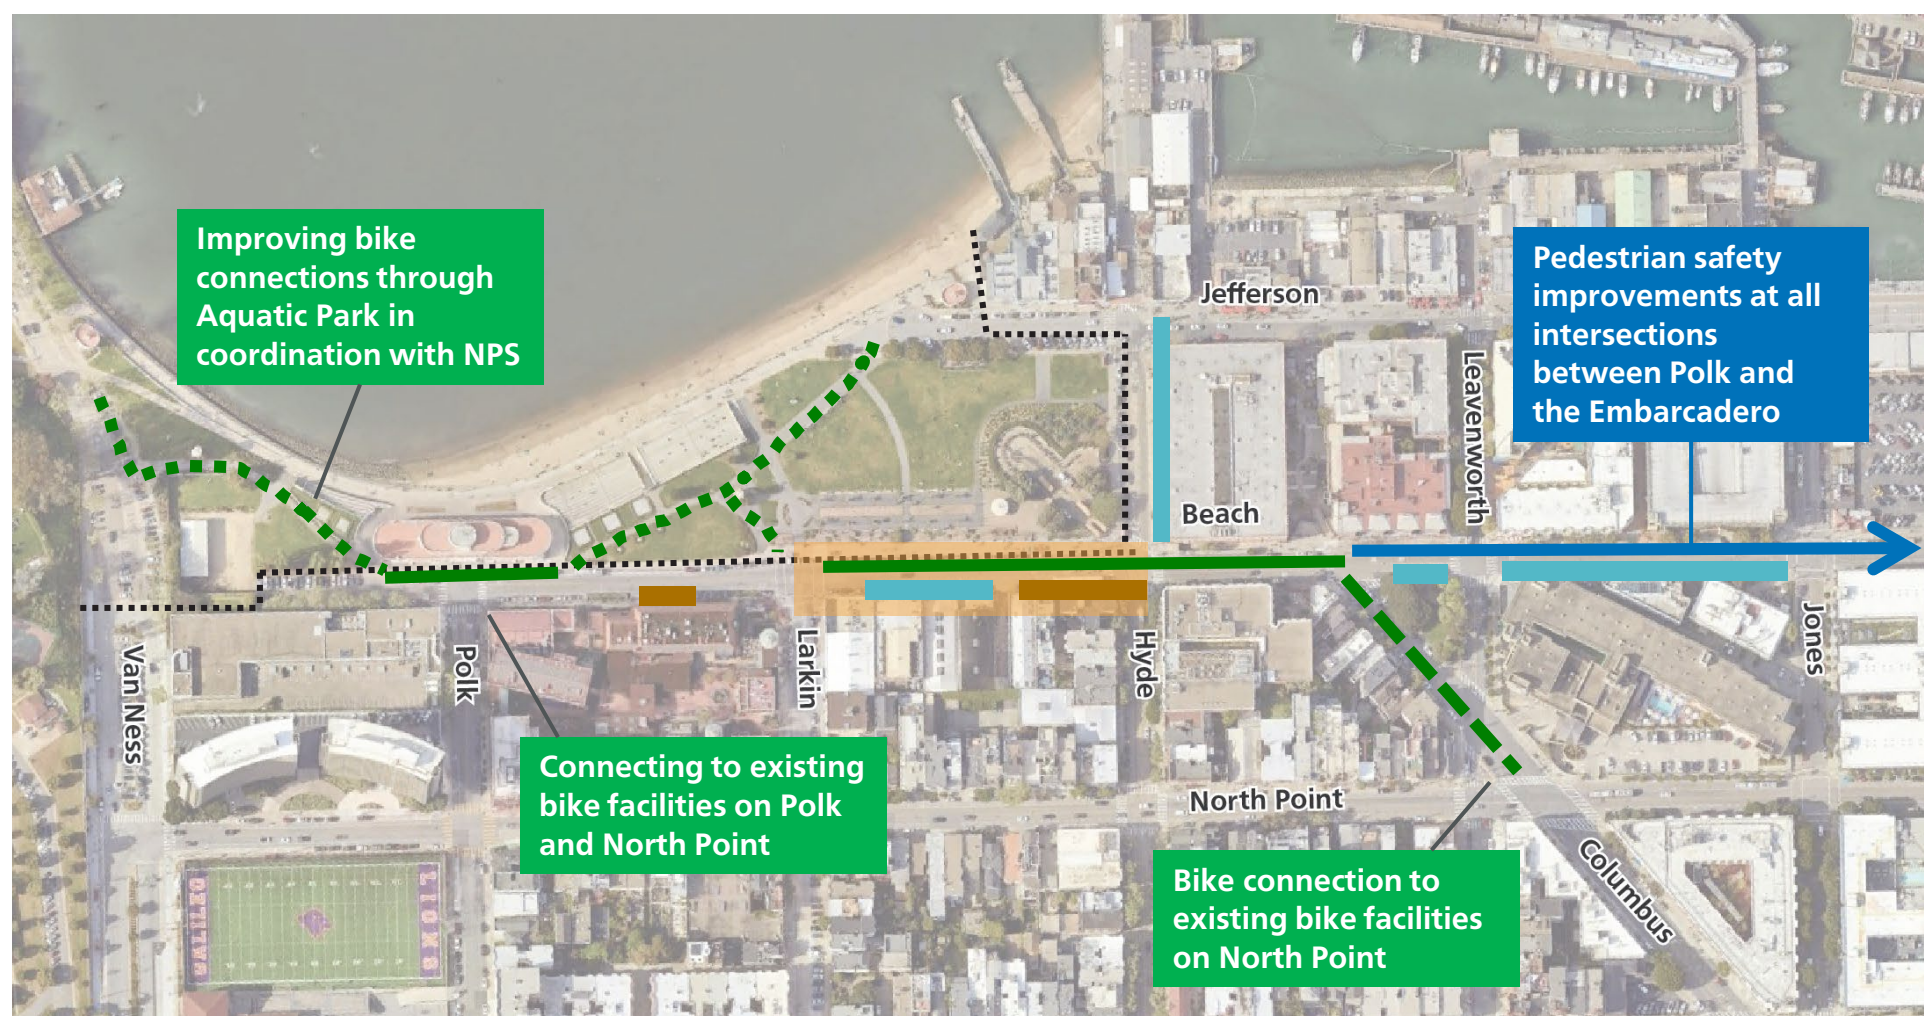 Improving bike
connections through
Aquatic Park in
coordination with NPS
Pedestrian safety
improvements at all
intersections
between Polk and
the Embarcadero
Jefferson
Leavenworth
Beach
Van Ness
Polk
Larkin
Hyde
Jones
Connecting to existing
bike facilities on Polk
and North Point
North Point
Bike connection to
existing bike facilities
on North Point
Columbus
GALILEO
LIONS